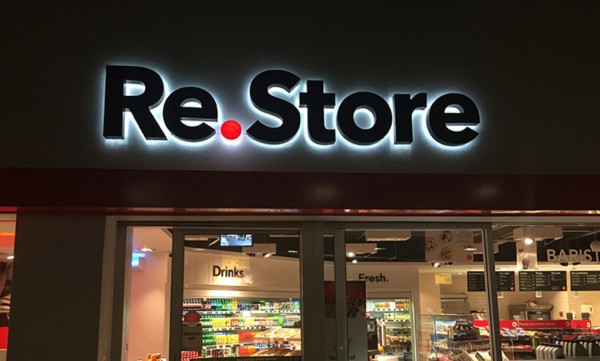 Re.Store
Drinks.
Fresh.
BARIST